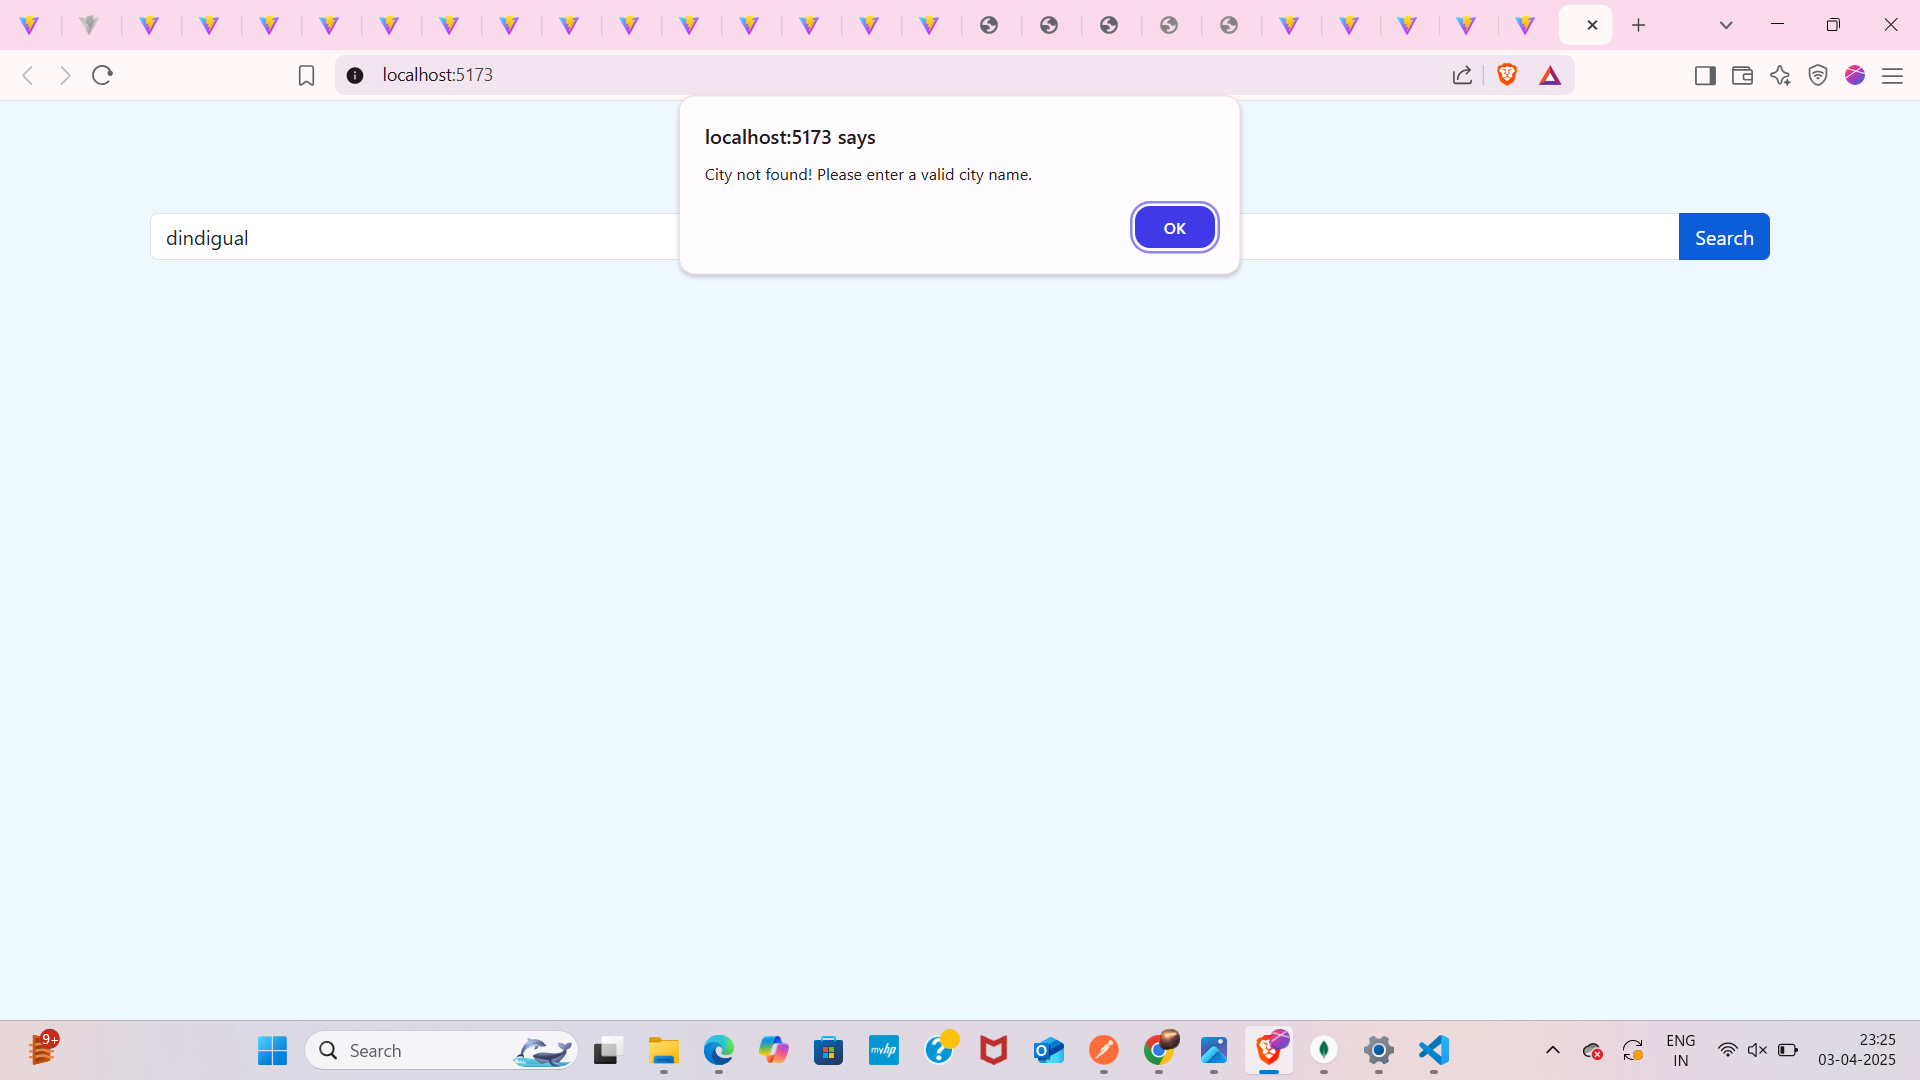 localhost:5173
localhost:5173 says
City not found! Please enter a valid city name.
OK
dindigual
Search
9+
Search
myhp
ENG
IN
23:25
03-04-2025